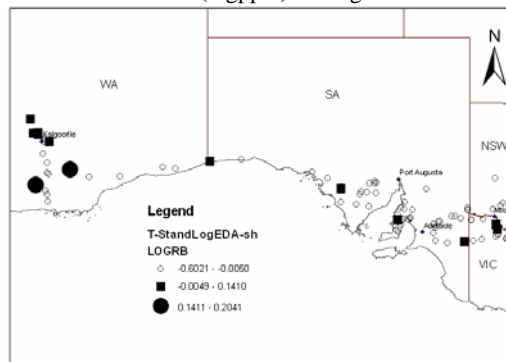 N
WA
SA
Kalgoorlie
NSW
Port Augusta
Legend
T-StandLogEDA-sh
LOGRB
Adelaide
-0.6021 - -0.0050
-0.0049 - 0.1410
VIC
0.1411 - 0.2041